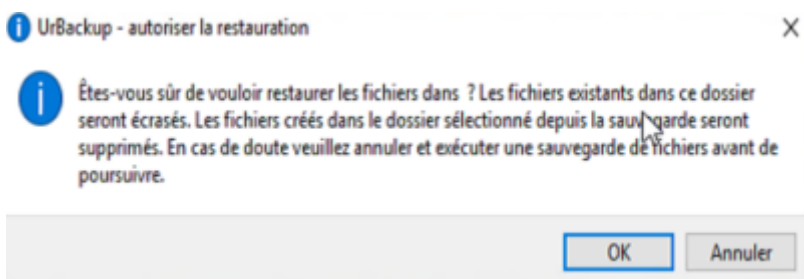 UrBackup - autoriser la restauration
Êtes-vous sûr de vouloir restaurer les fichiers dans ? Les fichiers existants dans ce dossier
seront écrasés. Les fichiers créés dans le dossier sélectionné depuis la sauvegarde seront
supprimés. En cas de doute veuillez annuler et exécuter une sauvegarde de fichiers avant de
poursuivre.
OK Annuler